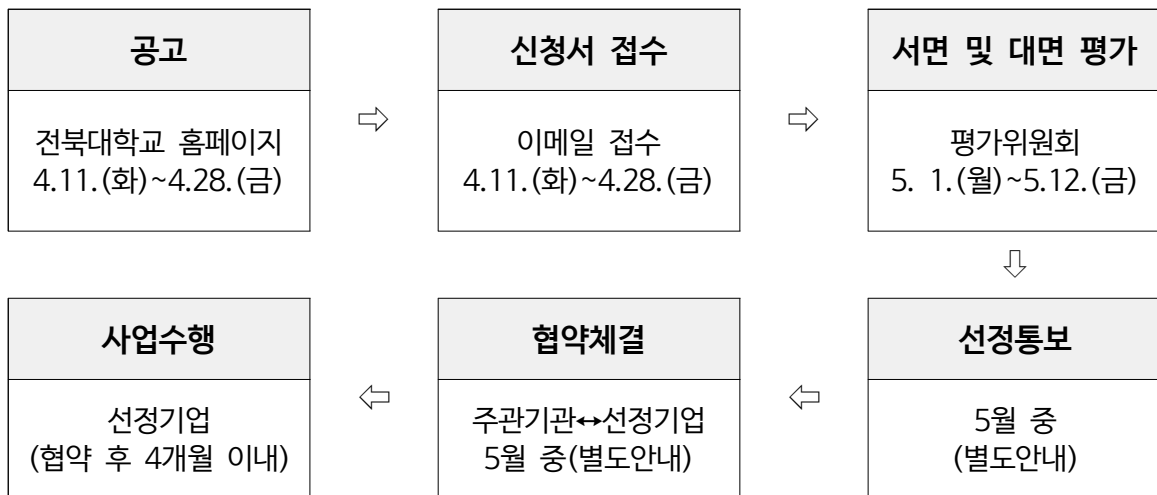 공고
전북대학교 홈페이지
4.11.(화)~4.28.(금)
⇨
신청서 접수
이메일 접수
4.11.(화)~4.28.(금)
⇨
서면 및 대면 평가
평가위원회
5. 1.(월)~5.12.(금)
⇩
선정통보
5월 중
(별도안내)
⇦
협약체결
주관기관↔선정기업
5월 중(별도안내)
⇦
사업수행
선정기업
(협약 후 4개월 이내)